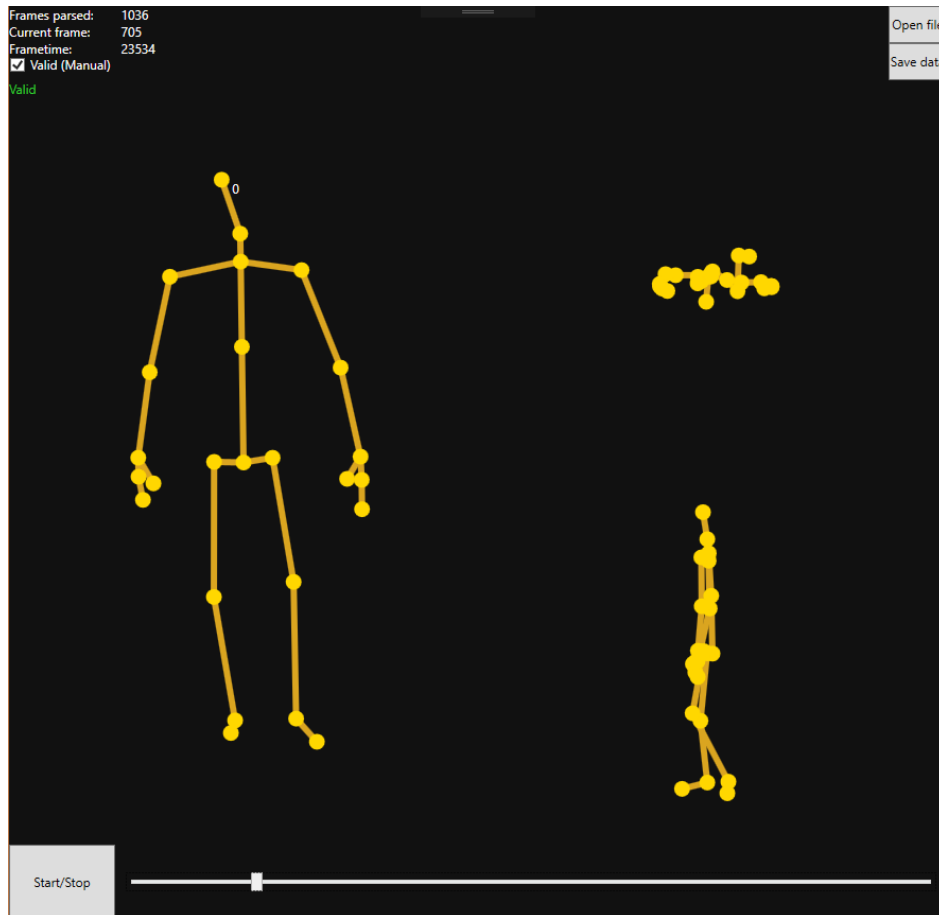 Frames parsed: 1036
Current frame: 705
Frametime: 23534
Valid (Manual)
Valid
Open file
Save dat
0
Start/Stop